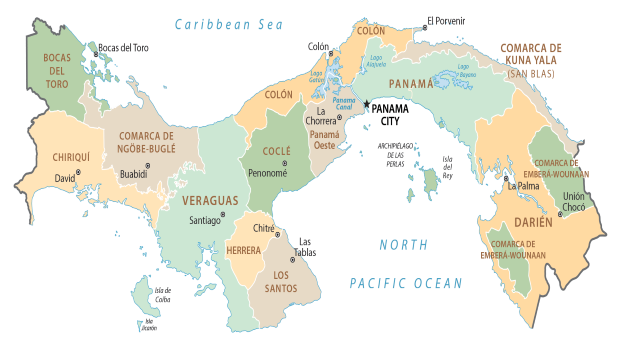 Caribbean Sea
El Porvenir
COLÓN
Colón
Bocas del Toro
BOCAS
DEL
TORO
COMARCA DE
KUNA YALA
(SAN BLAS)
Lago
Alajuela
Lago
Gatún
Lago
Bayano
PANAMÁ
COLÓN
Panama
Canal
PANAMA
CITY
La
Chorrera
Panamá
Oeste
COMARCA DE
NGÖBE-BUGLÉ
CHIRIQUÍ
David
Buabidi
COCLÉ
Penonomé
ARCHIPIÉLAGO
DE LAS
PERLAS
Isla
del
Rey
COMARCA DE
EMBERÁ-WOUNAAN
La Palma
Unión
Chocó
DARIÉN
VERAGUAS
Santiago
Chitré
HERRERA
Las
Tablas
LOS
SANTOS
COMARCA DE
EMBERÁ-WOUNAAN
NORTH
PACIFIC OCEAN
Isla de
Coiba
Isla
Jicarón